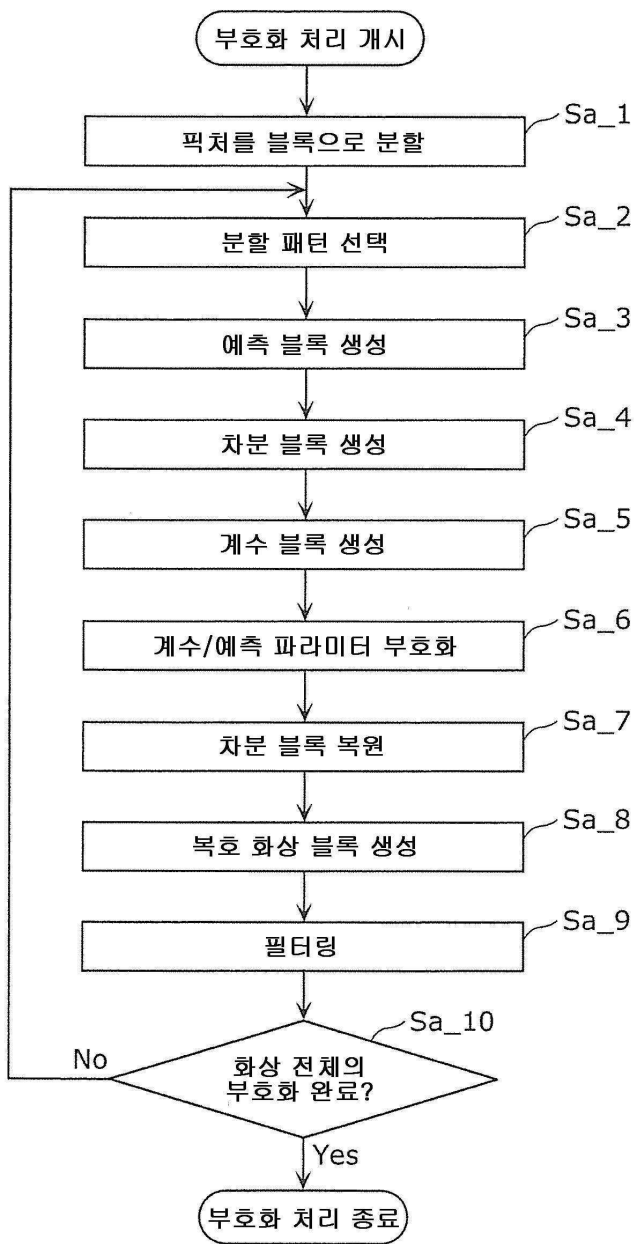 부호화 처리 개시
Sa_1
픽처를 블록으로 분할
Sa_2
분할 패턴 선택
Sa_3
예측 블록 생성
Sa_4
차분 블록 생성
Sa_5
계수 블록 생성
Sa_6
계수/예측 파라미터 부호화
Sa_7
차분 블록 복원
Sa_8
복호 화상 블록 생성
Sa_9
필터링
Sa_10
No
화상 전체의
부호화 완료?
Yes
부호화 처리 종료